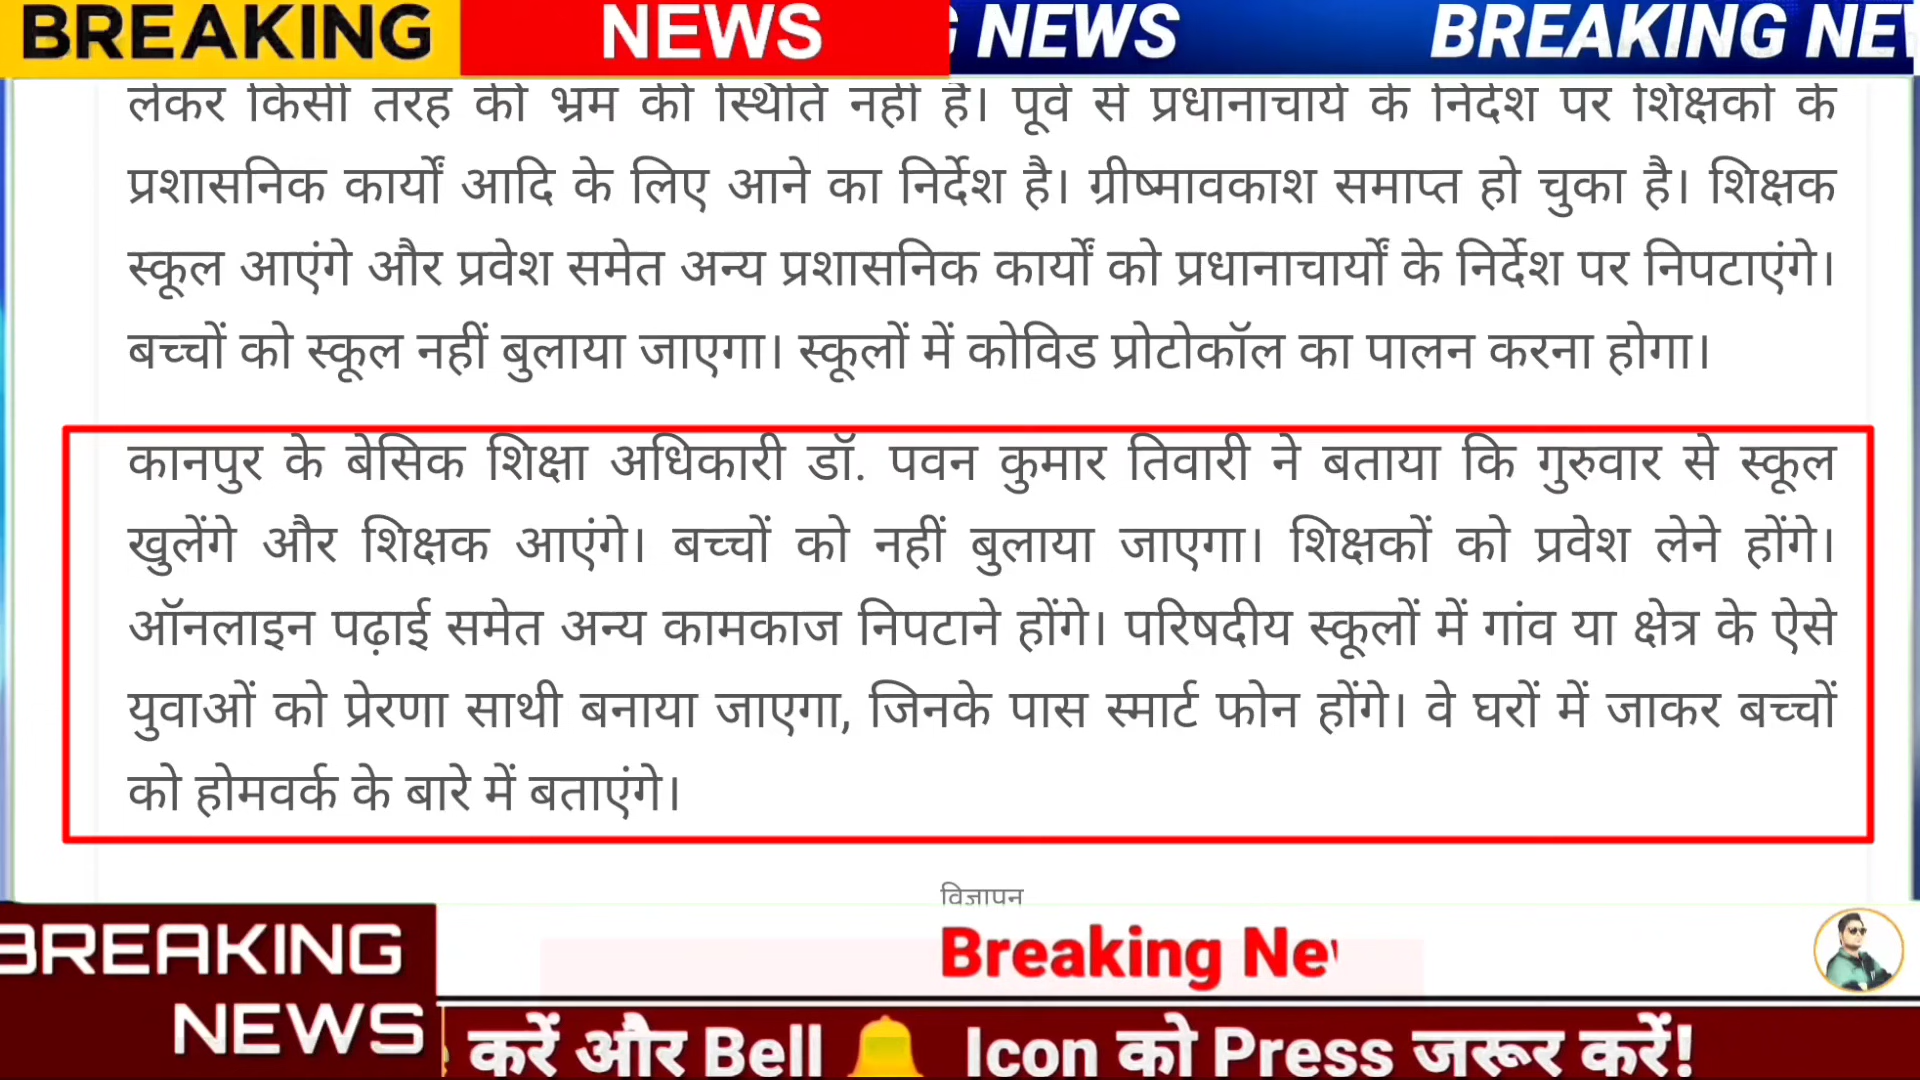 BREAKING NEWS NEWS BREAKING
लेकर किसी तरह की भ्रम की स्थिति नहीं है। पूर्व से प्रधानाचार्य के निर्देश पर शिक्षकों के
प्रशासनिक कार्यों आदि के लिए आने का निर्देश है। ग्रीष्मावकाश समाप्त हो चुका है। शिक्षक
स्कूल आएंगे और प्रवेश समेत अन्य प्रशासनिक कार्यों को प्रधानाचार्यों के निर्देश पर निपटाएंगे।
बच्चों को स्कूल नहीं बुलाया जाएगा। स्कूलों में कोविड प्रोटोकॉल का पालन करना होगा।
कानपुर के बेसिक शिक्षा अधिकारी डॉ. पवन कुमार तिवारी ने बताया कि गुरुवार से स्कूल
खुलेंगे और शिक्षक आएंगे। बच्चों को नहीं बुलाया जाएगा। शिक्षकों को प्रवेश लेने होंगे।
ऑनलाइन पढ़ाई समेत अन्य कामकाज निपटाने होंगे। परिषदीय स्कूलों में गांव या क्षेत्र के ऐसे
युवाओं को प्रेरणा साथी बनाया जाएगा, जिनके पास स्मार्ट फोन होंगे। वे घरों में जाकर बच्चों
को होमवर्क के बारे में बताएंगे।
विज्ञापन
BREAKING
NEWS
Breaking
करें और Bell Icon को Press जरूर करें!